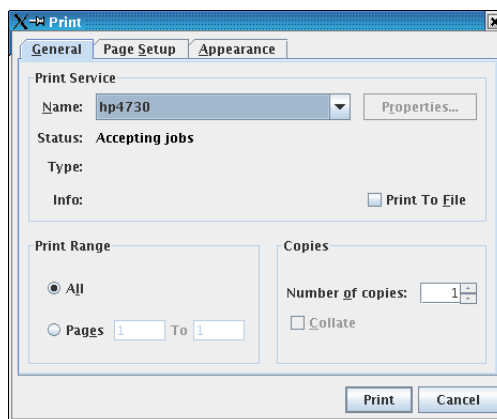 Print
General Page Setup Appearance
Print Service
Name: hp4730 Properties...
Status: Accepting jobs
Type:
Info: Print To File
Print Range
All
Pages 1 To 1
Copies
Number of copies: 1
Collate
Print Cancel